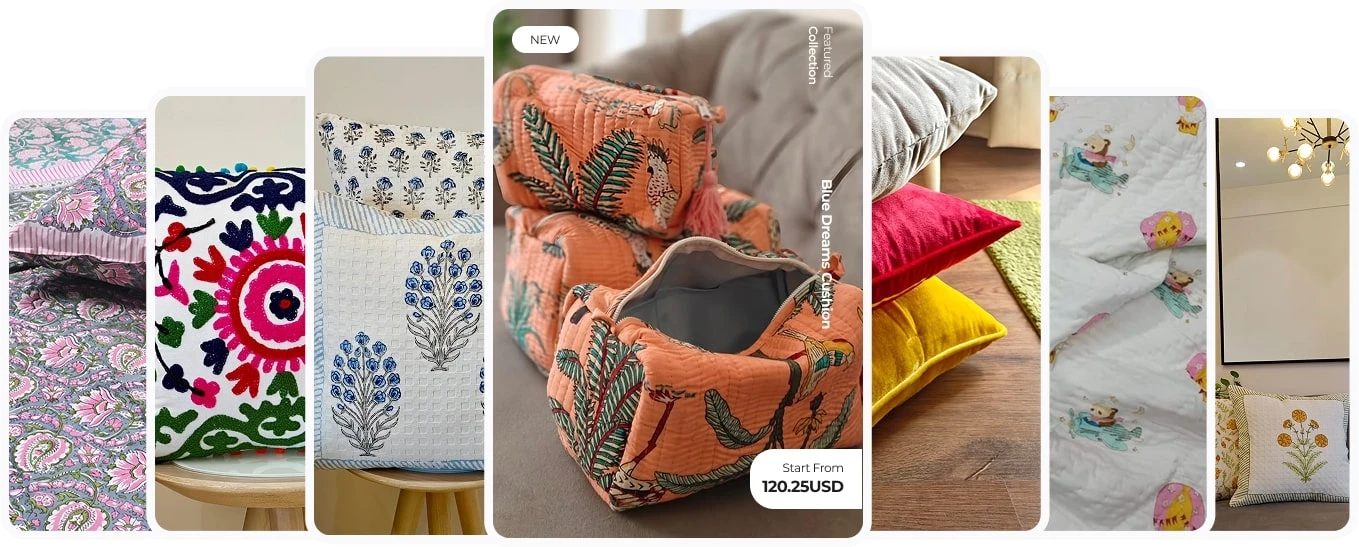 NEW
Featured
Collection
Blue Dreams Cushion
Start From
120.25USD